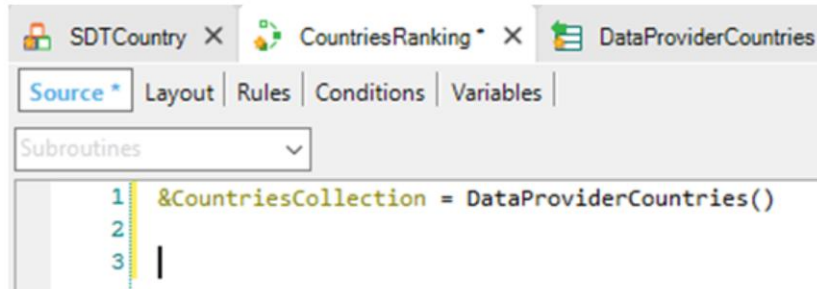 SDTCountry CountriesRanking * DataProviderCountries
Source * Layout Rules Conditions Variables
Subroutines
1 &CountriesCollection = DataProviderCountries()
2
3